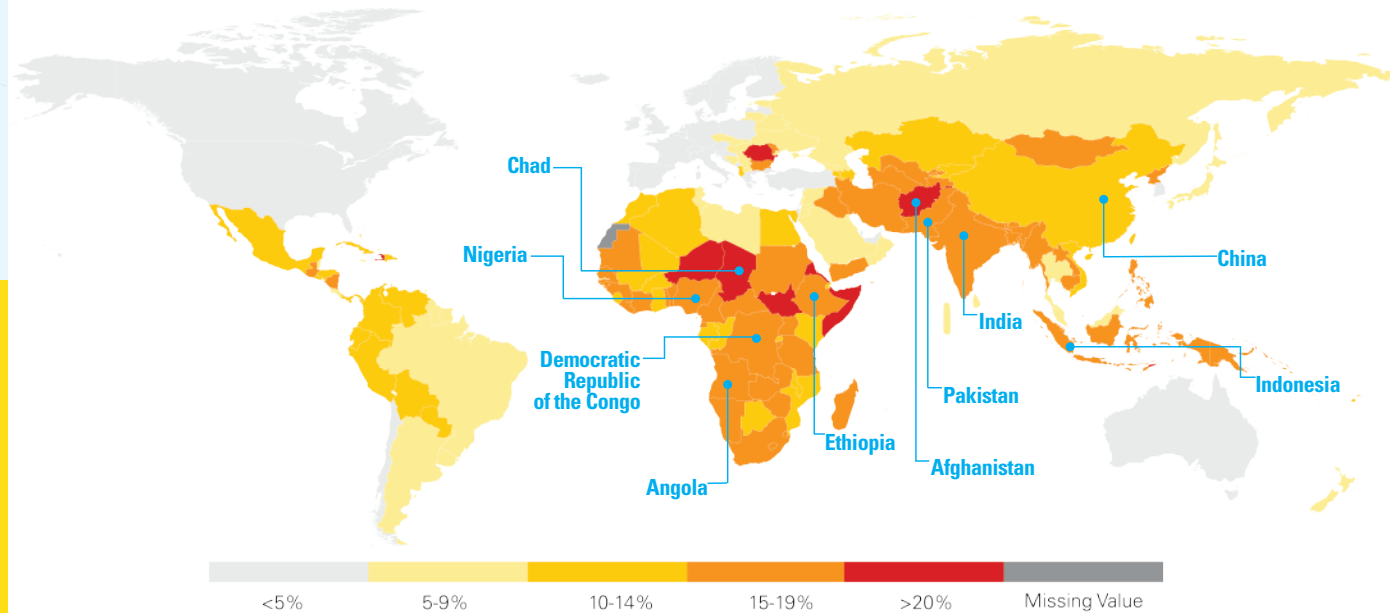 Chad
Nigeria
China
India
Democratic
Republic
of the Congo
Indonesia
Pakistan
Ethiopia
Afghanistan
Angola
<5%
5-9%
10-14%
15-19%
>20%
Missing Value